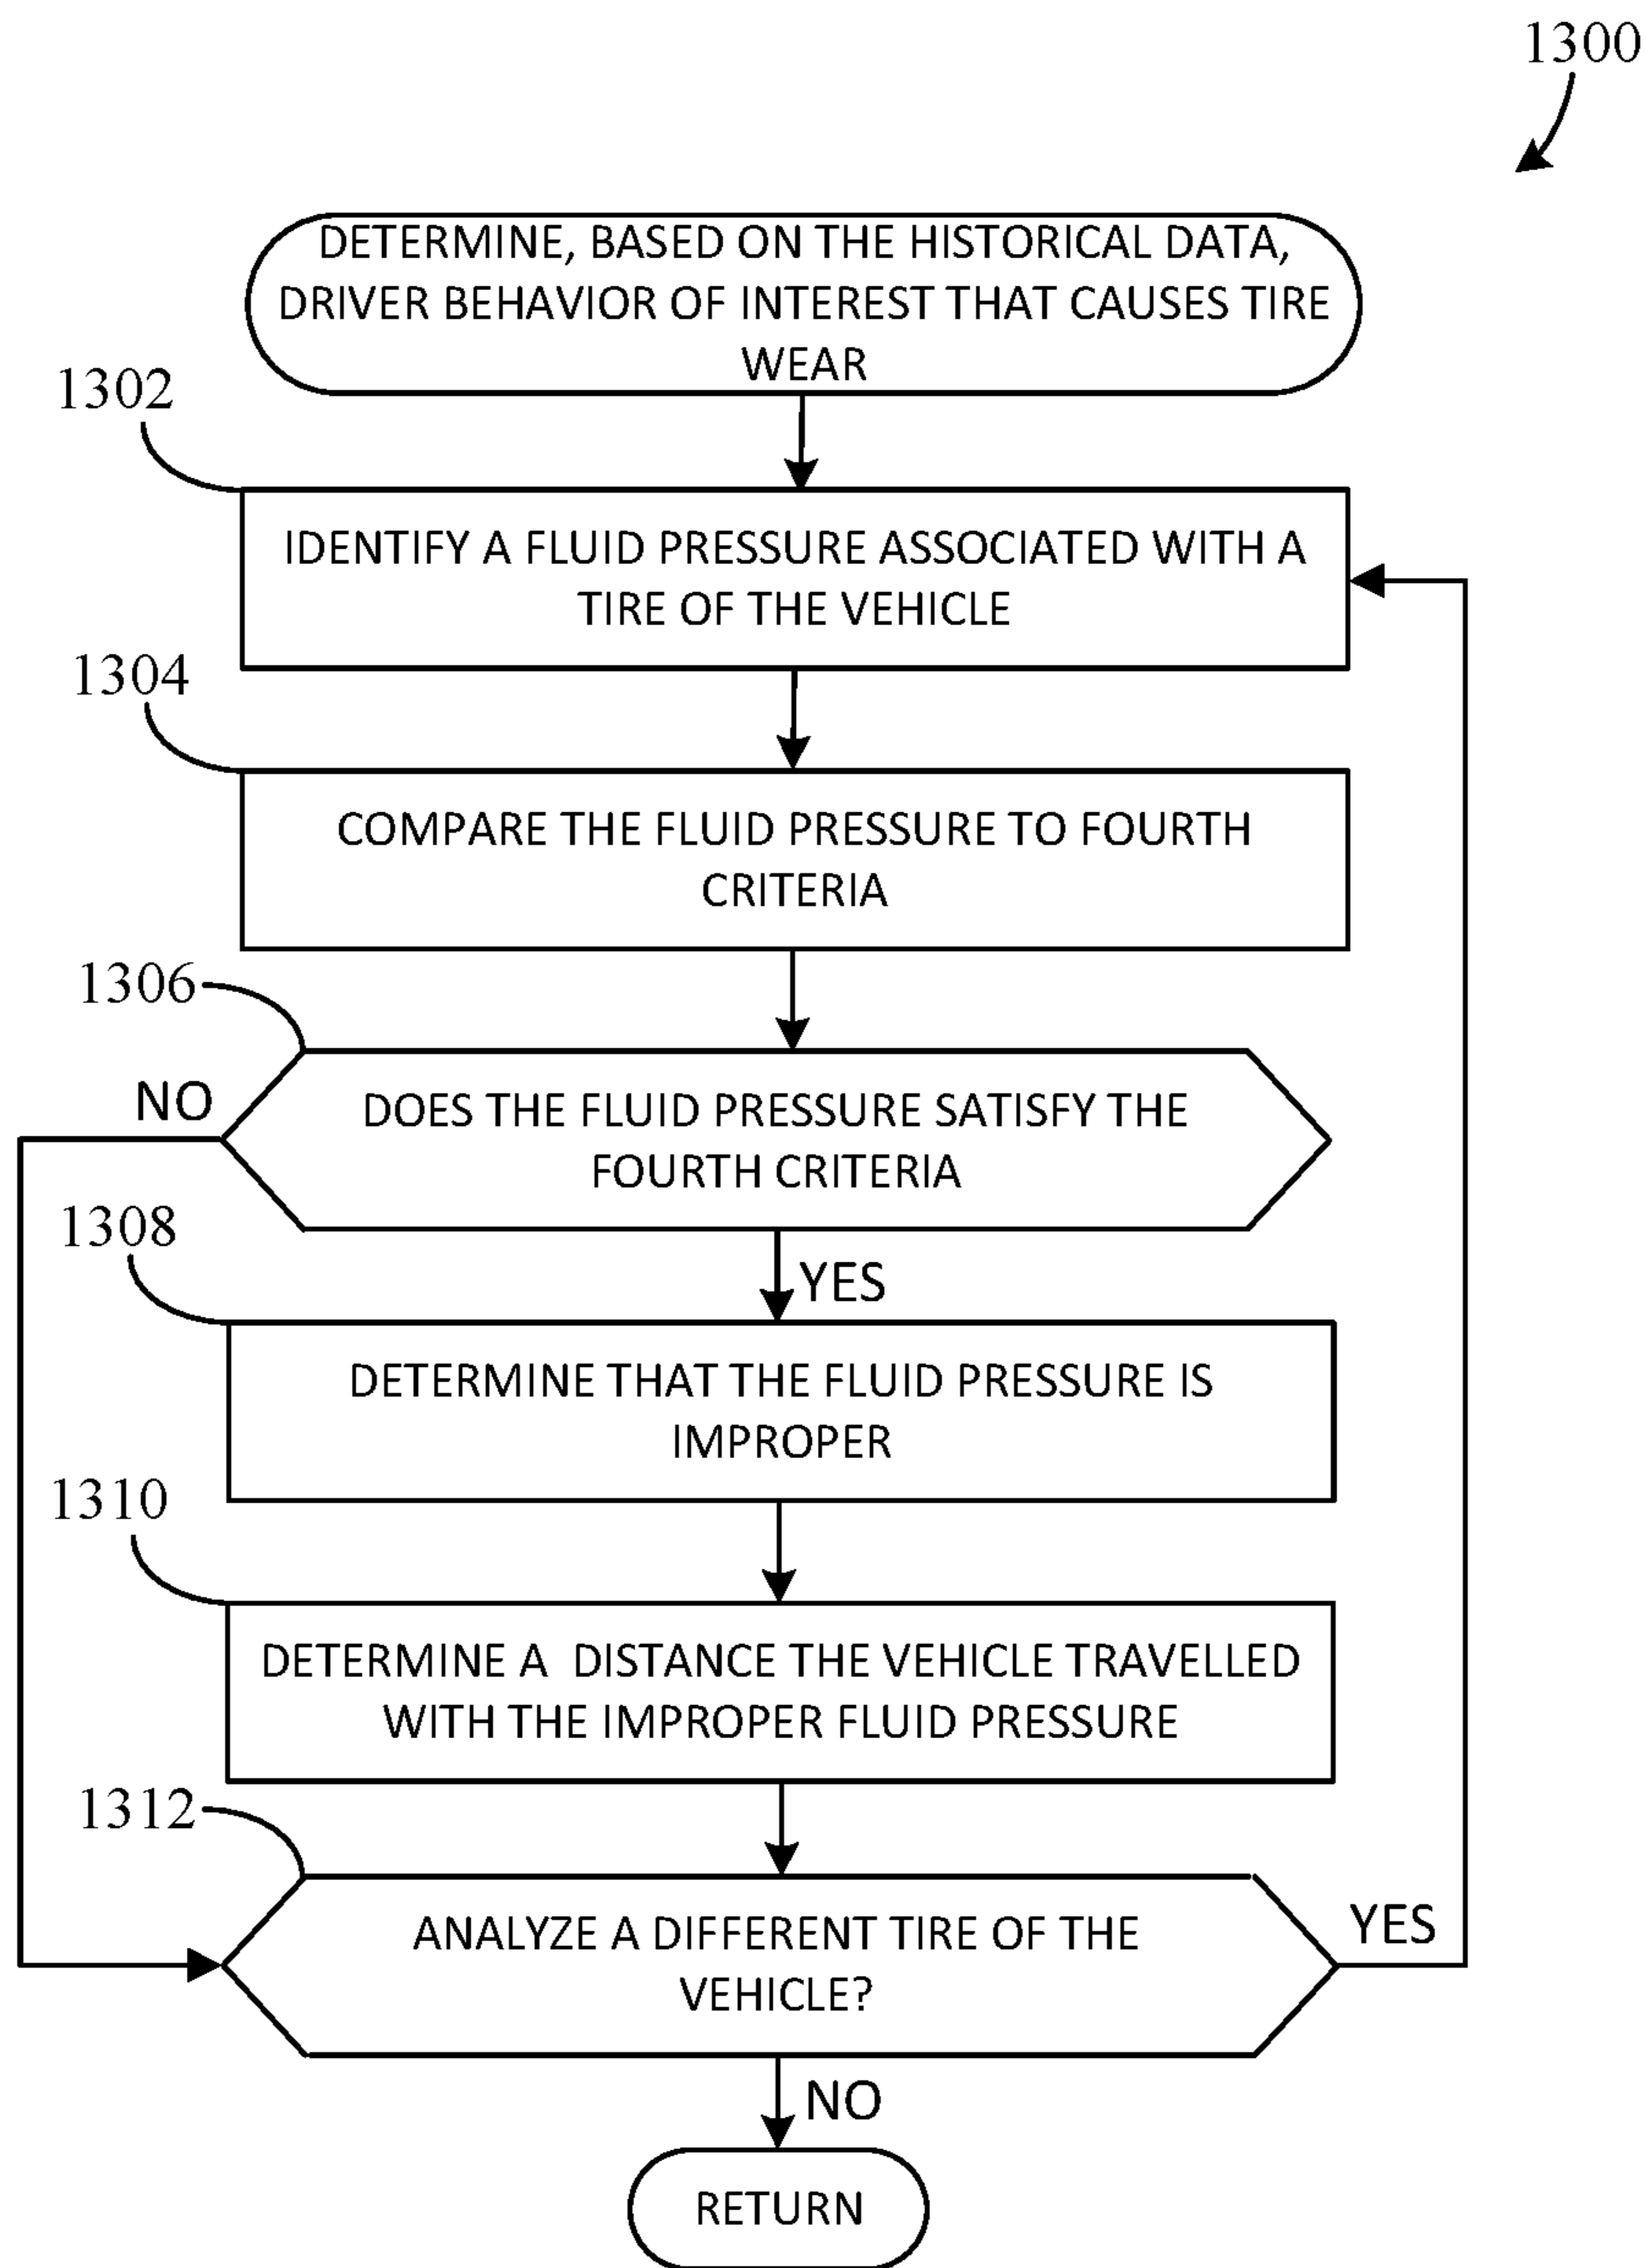 1300
DETERMINE, BASED ON THE HISTORICAL DATA,
DRIVER BEHAVIOR OF INTEREST THAT CAUSES TIRE
WEAR
1302
IDENTIFY A FLUID PRESSURE ASSOCIATED WITH A
TIRE OF THE VEHICLE
1304
COMPARE THE FLUID PRESSURE TO FOURTH
CRITERIA
1306
NO
DOES THE FLUID PRESSURE SATISFY THE
FOURTH CRITERIA
1308
YES
DETERMINE THAT THE FLUID PRESSURE IS
IMPROPER
1310
DETERMINE A DISTANCE THE VEHICLE TRAVELLED
WITH THE IMPROPER FLUID PRESSURE
1312
ANALYZE A DIFFERENT TIRE OF THE
VEHICLE?
YES
NO
RETURN